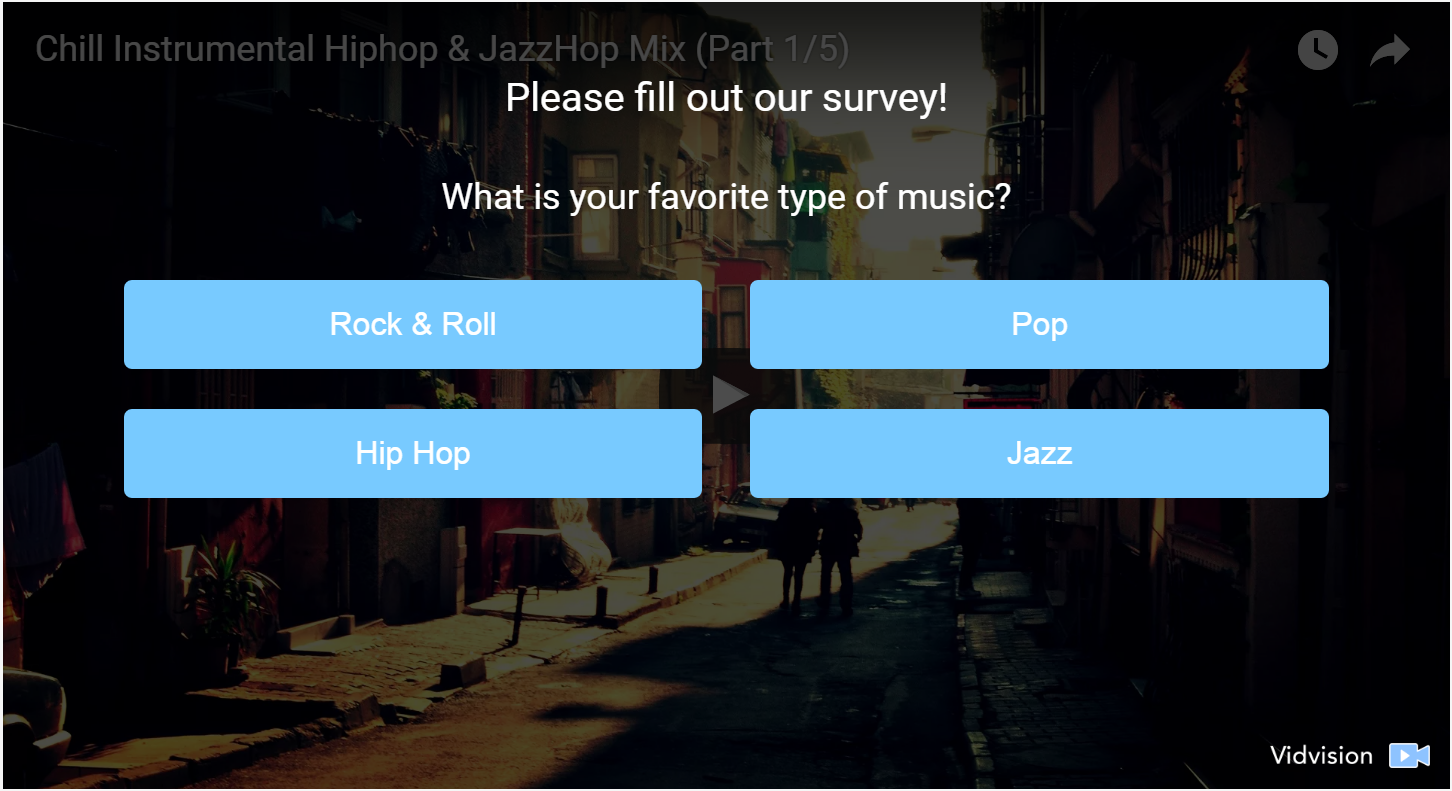 Chill Instrumental Hiphop & JazzHop Mix (Part 1/5)
Please fill out our survey!
What is your favorite type of music?
Rock & Roll
Pop
Hip Hop
Jazz
Vidvision